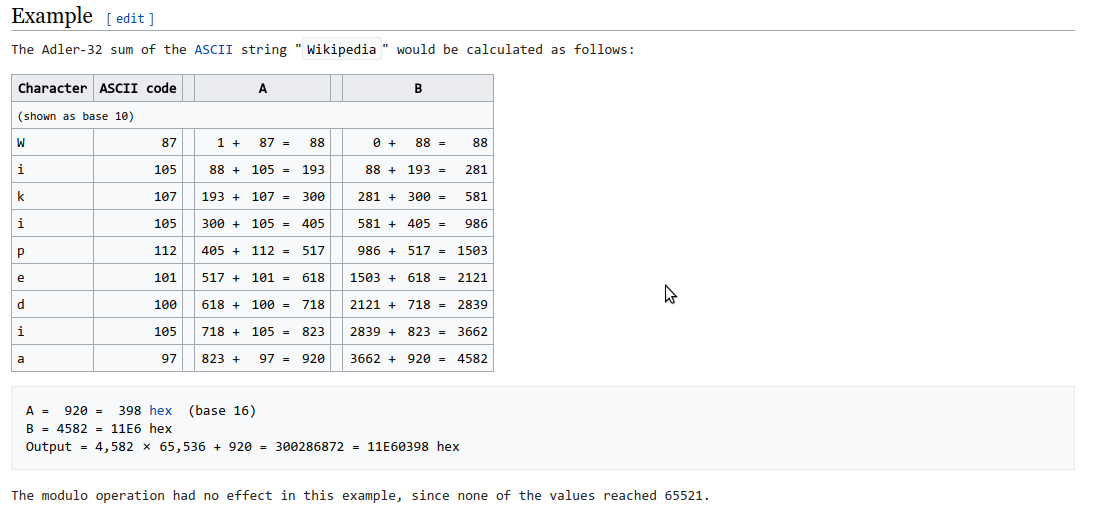 Example [ edit ]
The Adler-32 sum of the ASCII string "Wikipedia" would be calculated as follows:
Character ASCII code A B
(shown as base 10)
W 87 1 + 87 = 88 0 + 88 = 88
i 105 88 + 105 = 193 88 + 193 = 281
k 107 193 + 107 = 300 281 + 300 = 581
i 105 300 + 105 = 405 581 + 405 = 986
p 112 405 + 112 = 517 986 + 517 = 1503
e 101 517 + 101 = 618 1503 + 618 = 2121
d 100 618 + 100 = 718 2121 + 718 = 2839
i 105 718 + 105 = 823 2839 + 823 = 3662
a 97 823 + 97 = 920 3662 + 920 = 4582
A = 920 = 398 hex (base 16)
B = 4582 = 11E6 hex
Output = 4,582 × 65,536 + 920 = 300286872 = 11E60398 hex
The modulo operation had no effect in this example, since none of the values reached 65521.